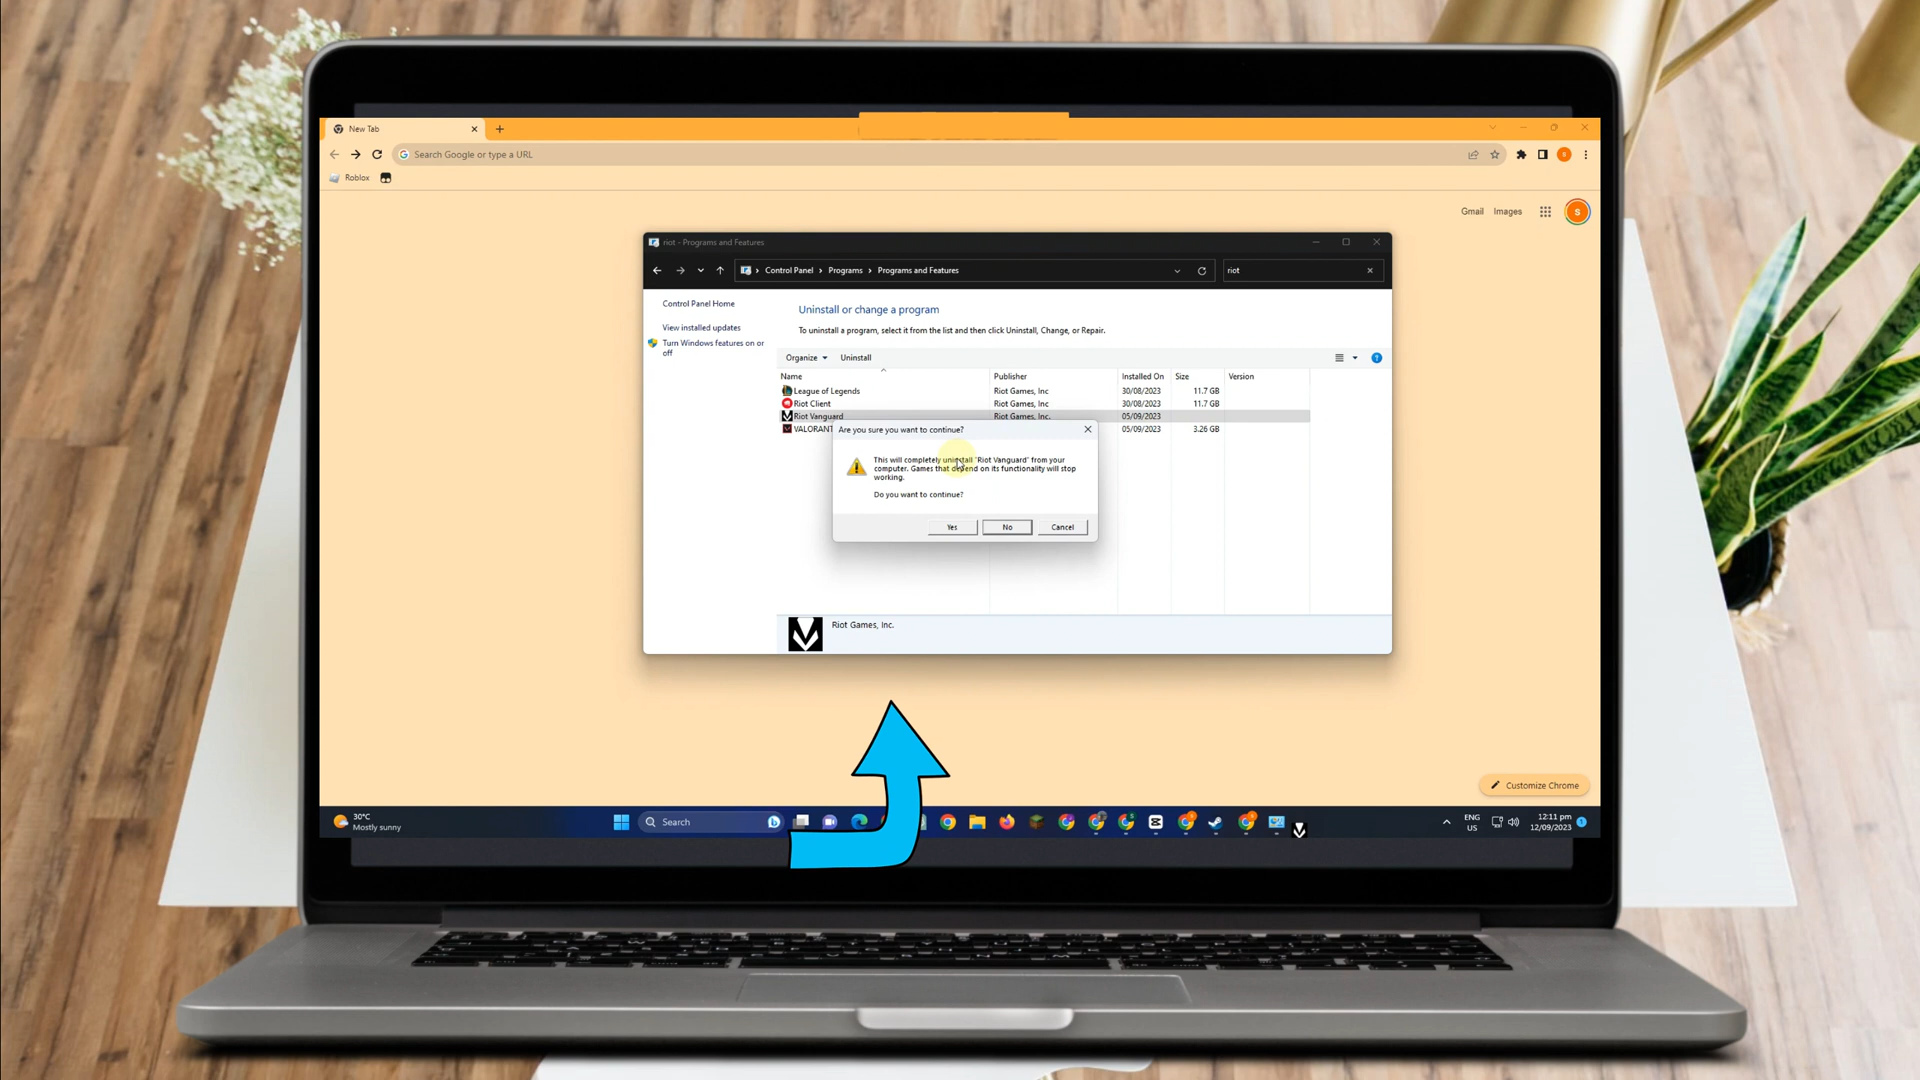 New Tab
Search Google or type a URL
Roblox
Gmail Images
S
riot - Programs and Features
Control Panel › Programs › Programs and Features
riot
Control Panel Home
View installed updates
Turn Windows features on or off
Uninstall or change a program
To uninstall a program, select it from the list and then click Uninstall, Change, or Repair.
Organize Uninstall
Name Publisher Installed On Size Version
League of Legends Riot Games, Inc 30/08/2023 11.7 GB
Riot Client Riot Games, Inc 30/08/2023 11.7 GB
Riot Vanguard Riot Games, Inc. 05/09/2023
VALORANT 05/09/2023 3.26 GB
Are you sure you want to continue?
This will completely uninstall 'Riot Vanguard' from your
computer. Games that depend on its functionality will stop
working.
Do you want to continue?
Yes No Cancel
Riot Games, Inc.
Customize Chrome
30°C
Mostly sunny
Search
ENG
US
12:11 pm
12/09/2023